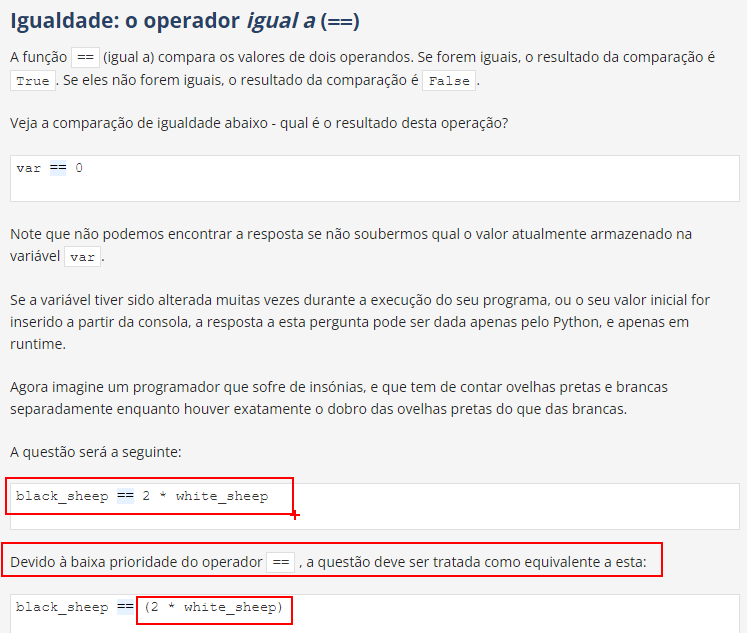 Igualdade: o operador igual a (==)
A função == (igual a) compara os valores de dois operandos. Se forem iguais, o resultado da comparação é
True . Se eles não forem iguais, o resultado da comparação é False .
Veja a comparação de igualdade abaixo - qual é o resultado desta operação?
var == 0
Note que não podemos encontrar a resposta se não soubermos qual o valor atualmente armazenado na
variável var .
Se a variável tiver sido alterada muitas vezes durante a execução do seu programa, ou o seu valor inicial for
inserido a partir da consola, a resposta a esta pergunta pode ser dada apenas pelo Python, e apenas em
runtime.
Agora imagine um programador que sofre de insónias, e que tem de contar ovelhas pretas e brancas
separadamente enquanto houver exatamente o dobro das ovelhas pretas do que das brancas.
A questão será a seguinte:
black_sheep == 2 * white_sheep
Devido à baixa prioridade do operador == , a questão deve ser tratada como equivalente a esta:
black_sheep == (2 * white_sheep)